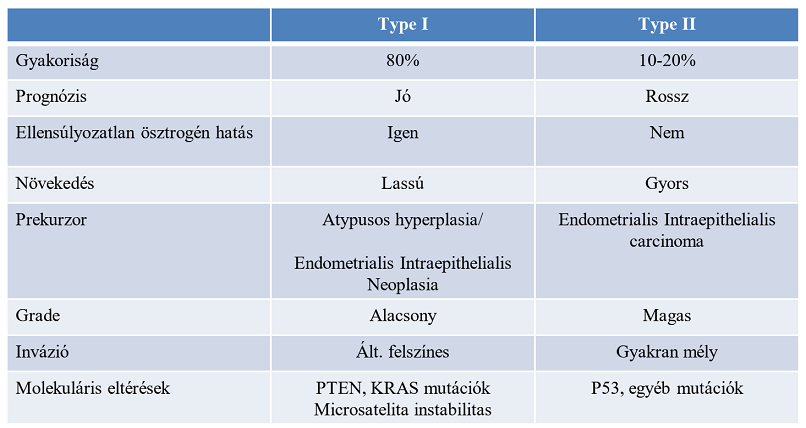 Type I Type II
Gyakoriság 80% 10-20%
Prognózis Jó Rossz
Ellensúlyozatlan ösztrogén hatás Igen Nem
Növekedés Lassú Gyors
Prekurzor Atypusos hyperplasia/ Endometrialis Intraepithelialis
carcinoma
Endometrialis Intraepithelialis
Neoplasia
Grade Alacsony Magas
Invázió Ált. felszínes Gyakran mély
Molekuláris eltérések PTEN, KRAS mutációk P53, egyéb mutációk
Microsatelita instabilitas